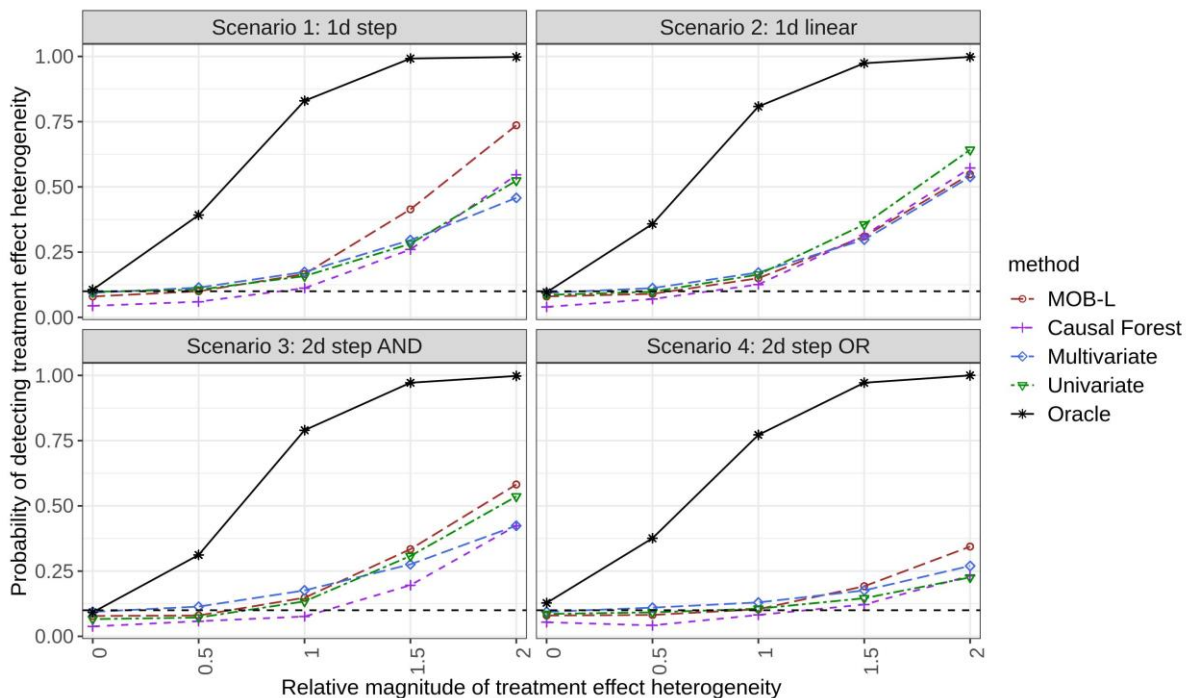 Scenario 1: 1d step
Scenario 2: 1d linear
1.00
0.75
0.50
0.25
0.00
Scenario 3: 2d step AND
Scenario 4: 2d step OR
1.00
0.75
0.50
0.25
0.00
0
0.5
1
1.5
2
0
0.5
1
1.5
2
Probability of detecting treatment effect heterogeneity
Relative magnitude of treatment effect heterogeneity
method
MOB-L
Causal Forest
Multivariate
Univariate
Oracle